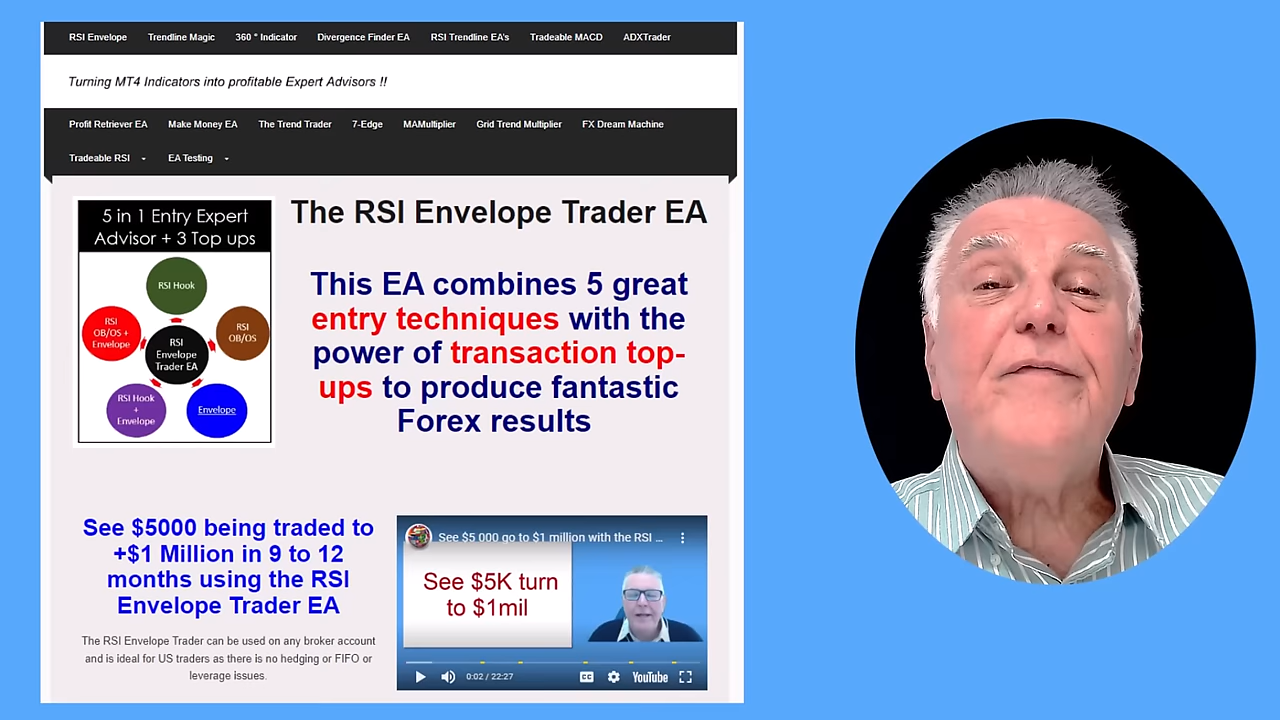 RSI Envelope Trendline Magic 360 ° Indicator Divergence Finder EA RSI Trendline EA's Tradeable MACD ADXTrader
Turning MT4 Indicators into profitable Expert Advisors !!
Profit Retriever EA Make Money EA The Trend Trader 7-Edge MAMultiplier Grid Trend Multiplier FX Dream Machine
Tradeable RSI EA Testing
5 in 1 Entry Expert
Advisor + 3 Top ups
RSI Hook
RSI
OB/OS +
Envelope
RSI
OB/OS
RSI
Envelope
Trader EA
RSI Hook
+
Envelope
Envelope
The RSI Envelope Trader EA
This EA combines 5 great
entry techniques with the
power of transaction top-
ups to produce fantastic
Forex results
See $5000 being traded to
+$1 Million in 9 to 12
months using the RSI
Envelope Trader EA
The RSI Envelope Trader can be used on any broker account
and is ideal for US traders as there is no hedging or FIFO or
leverage issues.
See $5 000 go to $1 million with the RSI ...
See $5K turn
to $1mil
0:02 / 22:27
CC
YouTube